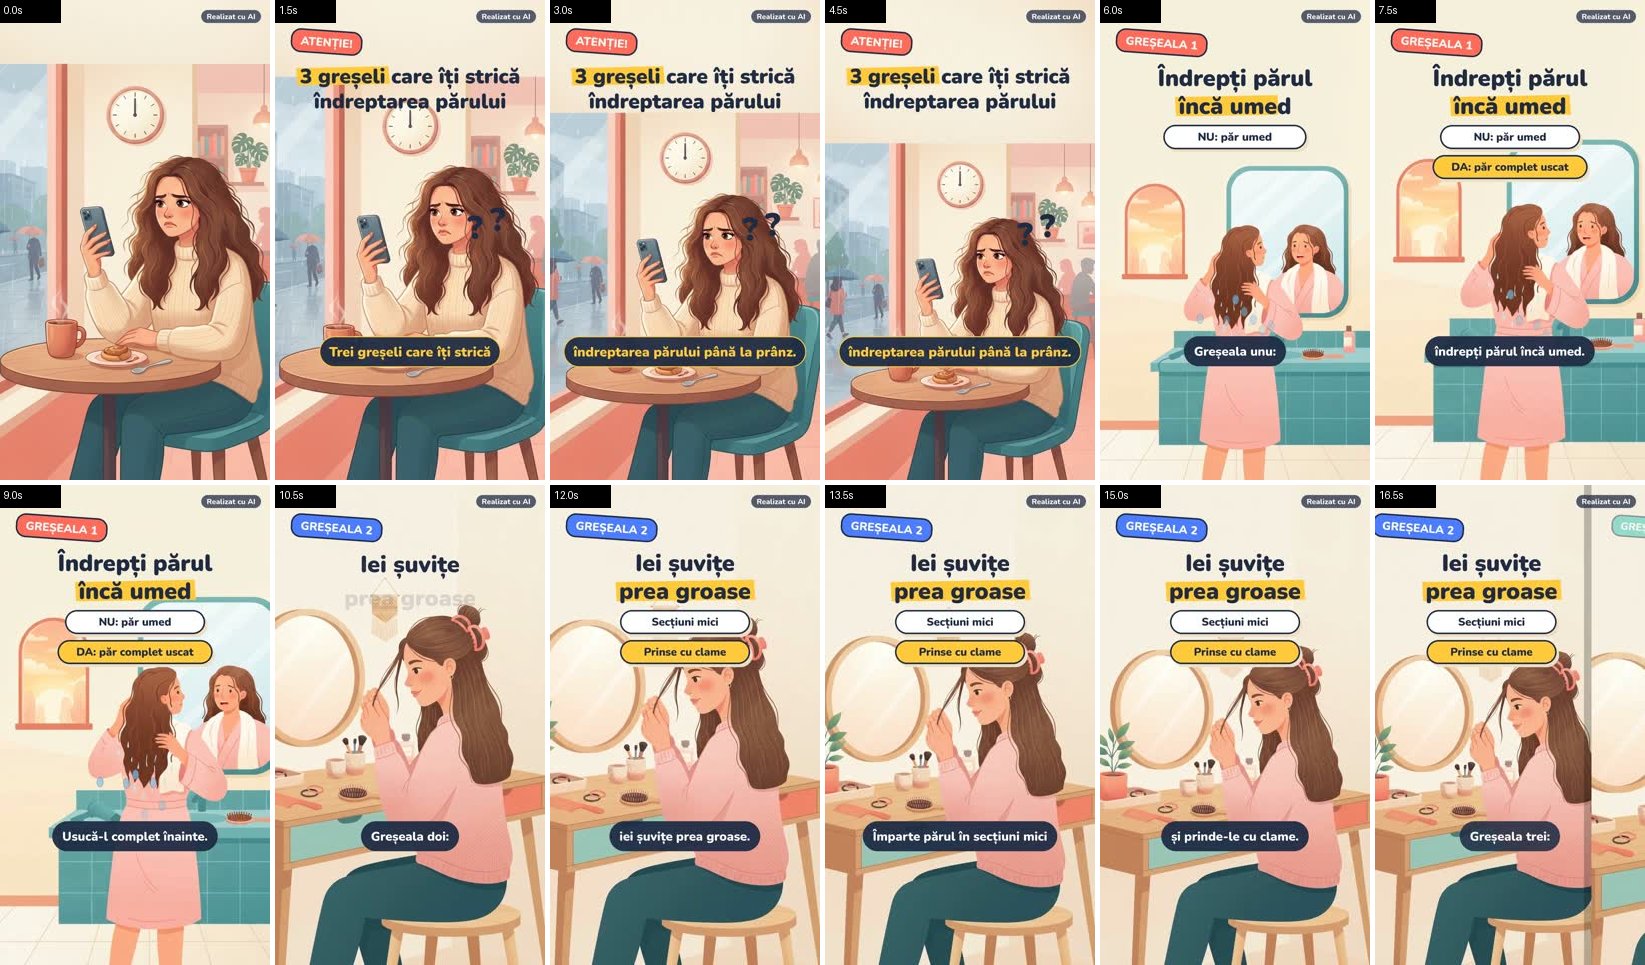 0.0s
Realizat cu AI
1.5s
Realizat cu AI
ATENȚIE!
3 greșeli care îți strică
îndreptarea părului
? ?
Trei greșeli care îți strică
3.0s
Realizat cu AI
ATENȚIE!
3 greșeli care îți strică
îndreptarea părului
? ?
îndreptarea părului până la prânz.
4.5s
Realizat cu AI
ATENȚIE!
3 greșeli care îți strică
îndreptarea părului
? ?
îndreptarea părului până la prânz.
6.0s
Realizat cu AI
GREȘEALA 1
Îndrepți părul
încă umed
NU: păr umed
Greșeala unu:
7.5s
Realizat cu AI
GREȘEALA 1
Îndrepți părul
încă umed
NU: păr umed
DA: păr complet uscat
îndrepți părul încă umed.
9.0s
Realizat cu AI
GREȘEALA 1
Îndrepți părul
încă umed
NU: păr umed
DA: păr complet uscat
Usucă-l complet înainte.
10.5s
Realizat cu AI
GREȘEALA 2
Iei șuvițe
prea groase
Greșeala doi:
12.0s
Realizat cu AI
GREȘEALA 2
Iei șuvițe
prea groase
Secțiuni mici
Prinse cu clame
iei șuvițe prea groase.
13.5s
Realizat cu AI
GREȘEALA 2
Iei șuvițe
prea groase
Secțiuni mici
Prinse cu clame
Împarte părul în secțiuni mici
15.0s
Realizat cu AI
GREȘEALA 2
Iei șuvițe
prea groase
Secțiuni mici
Prinse cu clame
și prinde-le cu clame.
16.5s
Realizat cu AI
GREȘEALA 2
Iei șuvițe
prea groase
Secțiuni mici
Prinse cu clame
Greșeala trei: